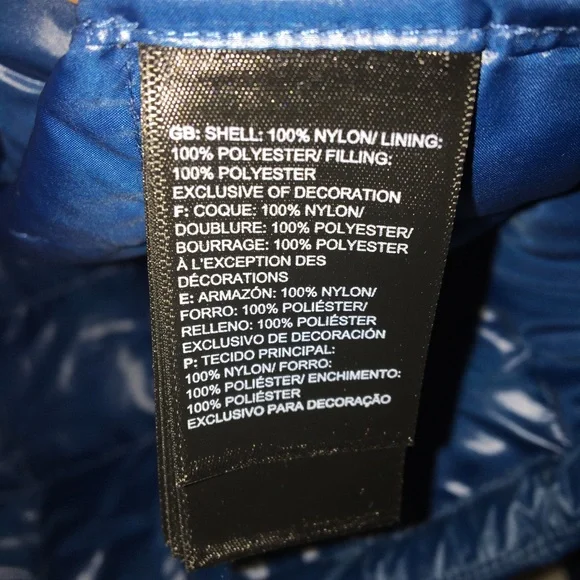 GB: SHELL: 100% NYLON/ LINING:
100% POLYESTER/ FILLING:
100% POLYESTER
EXCLUSIVE OF DECORATION
F: COQUE: 100% NYLON/
DOUBLURE: 100% POLYESTER/
BOURRAGE: 100% POLYESTER
À L'EXCEPTION DES
DÉCORATIONS
E: ARMAZÓN: 100% NYLON/
FORRO: 100% POLIÉSTER/
RELLENO: 100% POLIÉSTER
EXCLUSIVO DE DECORACIÓN
P: TECIDO PRINCIPAL:
100% NYLON/ FORRO:
100% POLIÉSTER/ ENCHIMENTO:
100% POLIÉSTER
EXCLUSIVO PARA DECORAÇÃO